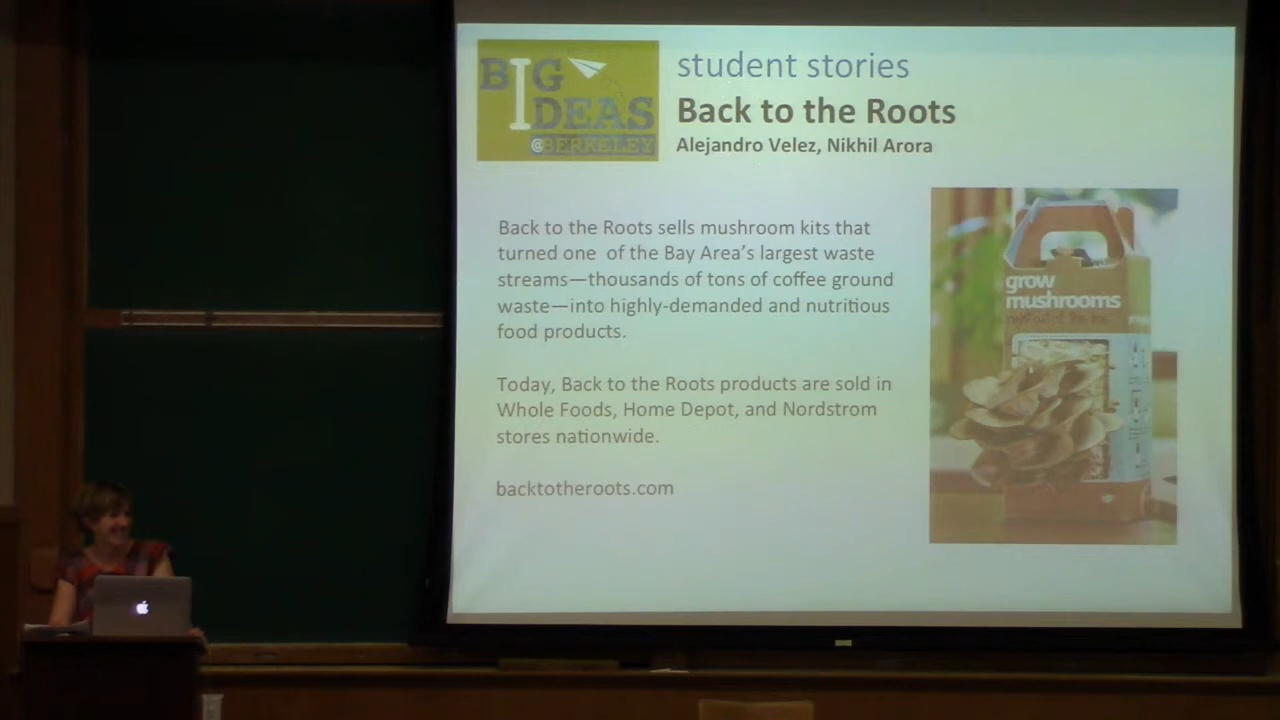 BIG
IDEAS
@BERKELEY
student stories
Back to the Roots
Alejandro Velez, Nikhil Arora
Back to the Roots sells mushroom kits that
turned one of the Bay Area's largest waste
streams—thousands of tons of coffee ground
waste—into highly-demanded and nutritious
food products.
Today, Back to the Roots products are sold in
Whole Foods, Home Depot, and Nordstrom
stores nationwide.
backtotheroots.com
grow
mushrooms